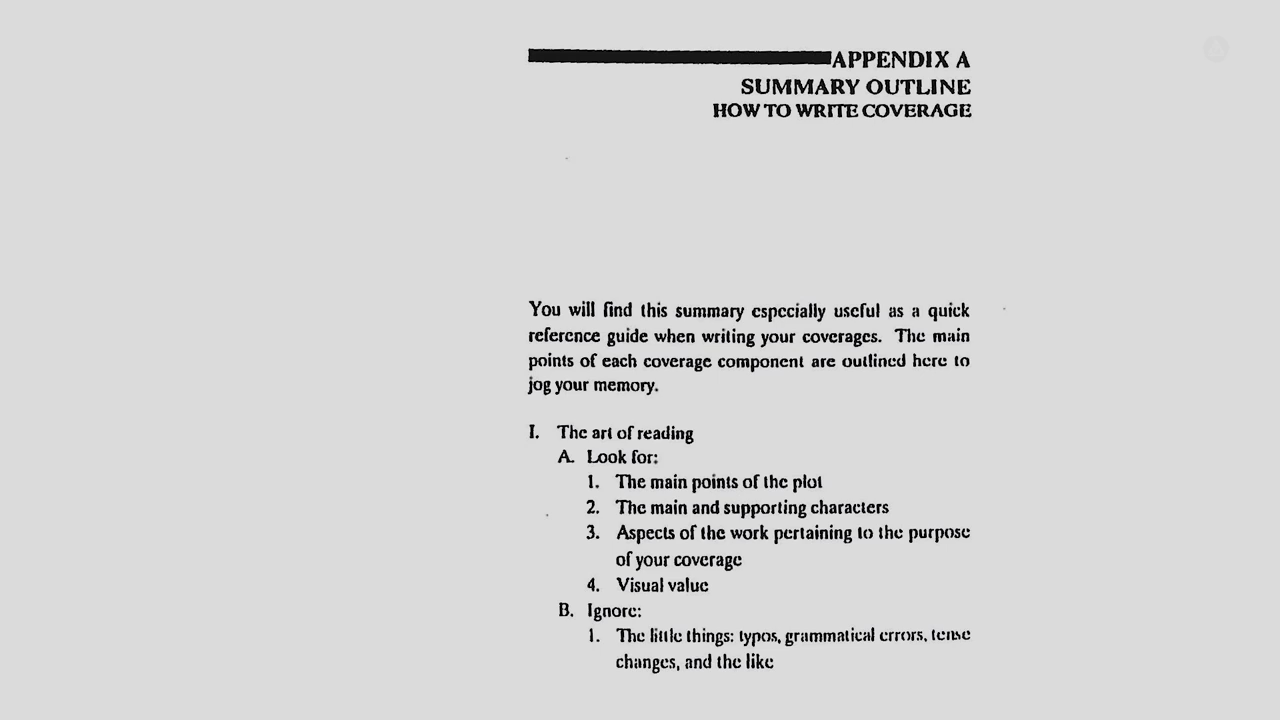 APPENDIX A
SUMMARY OUTLINE
HOW TO WRITE COVERAGE
You will find this summary especially useful as a quick
reference guide when writing your coverages. The main
points of each coverage component are outlined here to
jog your memory.
I. The art of reading
A. Look for:
1. The main points of the plot
2. The main and supporting characters
3. Aspects of the work pertaining to the purpose
of your coverage
4. Visual value
B. Ignore:
1. The little things: typos, grammatical errors, tense
changes, and the like